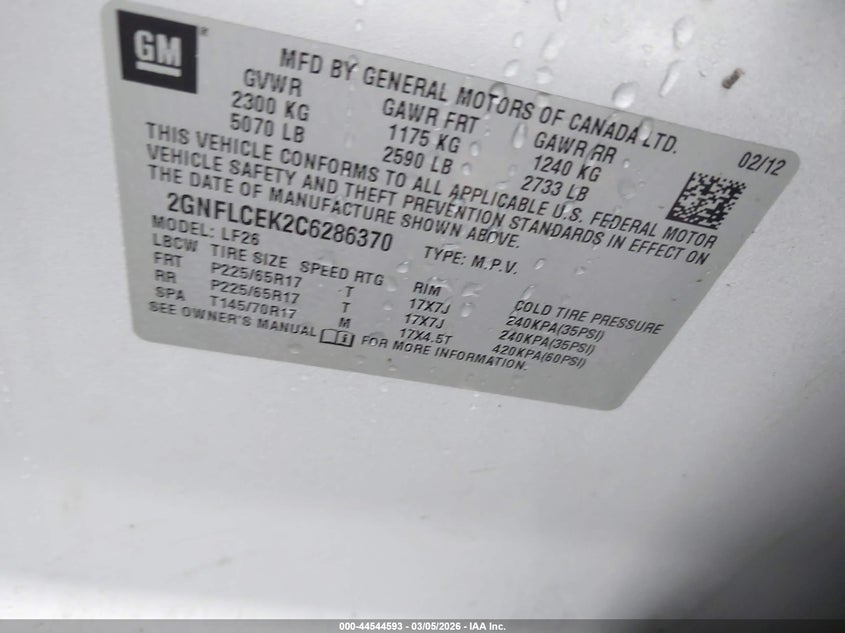 GM®
MFD BY GENERAL MOTORS OF CANADA LTD.
02/12
GVWR GAWR FRT GAWR RR
2300 KG 1175 KG 1240 KG
5070 LB 2590 LB 2733 LB
THIS VEHICLE CONFORMS TO ALL APPLICABLE U.S. FEDERAL MOTOR
VEHICLE SAFETY AND THEFT PREVENTION STANDARDS IN EFFECT ON
THE DATE OF MANUFACTURE SHOWN ABOVE.
2GNFLCEK2C6286370 TYPE: M.P.V.
MODEL: LF26
LBCW TIRE SIZE SPEED RTG RIM COLD TIRE PRESSURE
FRT P225/65R17 T 17X7J 240KPA(35PSI)
RR P225/65R17 T 17X7J 240KPA(35PSI)
SPA T145/70R17 M 17X4.5T 420KPA(60PSI)
SEE OWNER'S MANUAL FOR MORE INFORMATION.
000-44544593 - 03/05/2026 - IAA Inc.